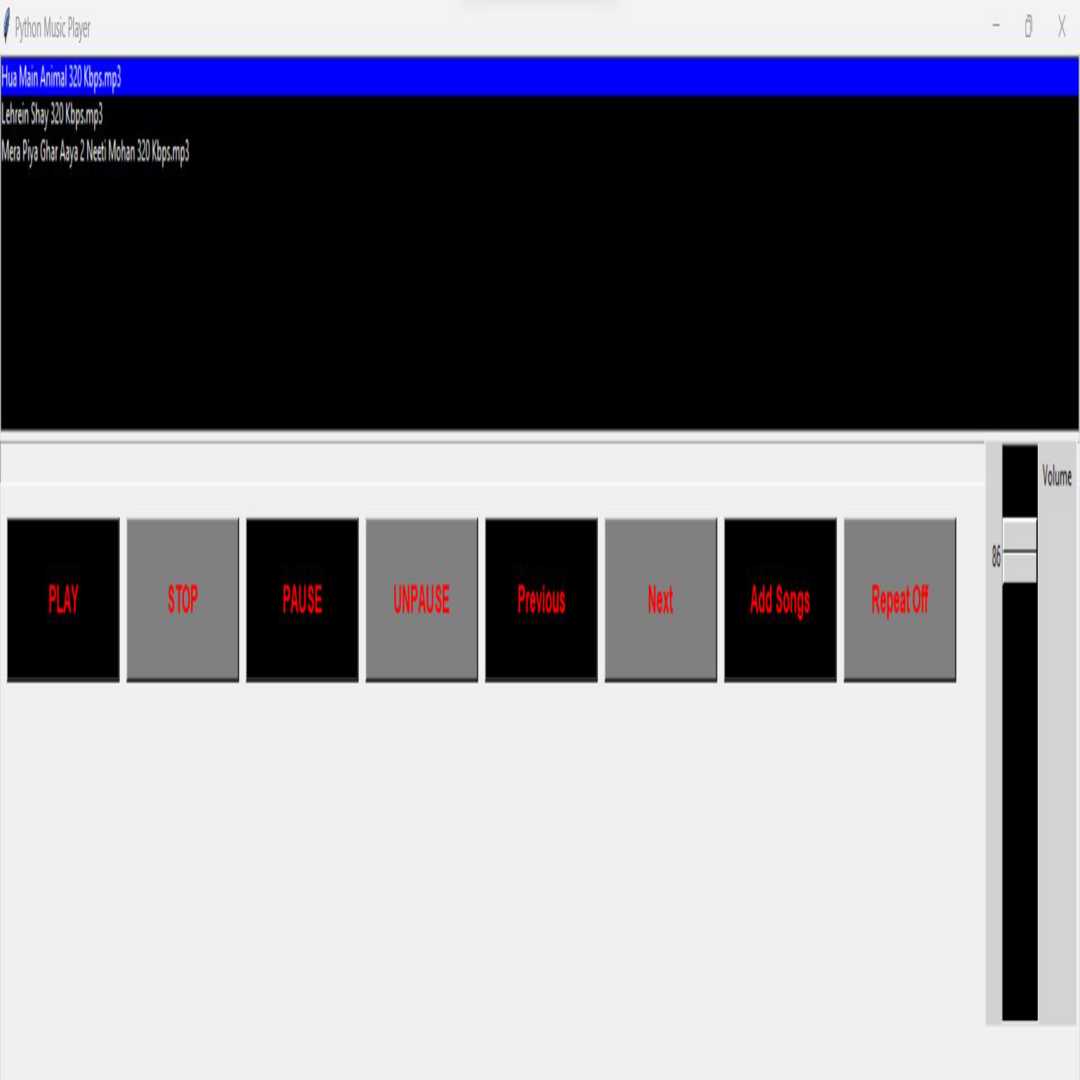 Python Music Player
Hua Main Animal 320 Kbps.mp3
Lehrein Shay 320 Kbps.mp3
Mera Piya Ghar Aaya 2 Neeti Mohan 320 Kbps.mp3
Volume
86
PLAY STOP PAUSE UNPAUSE Previous Next Add Songs Repeat Off